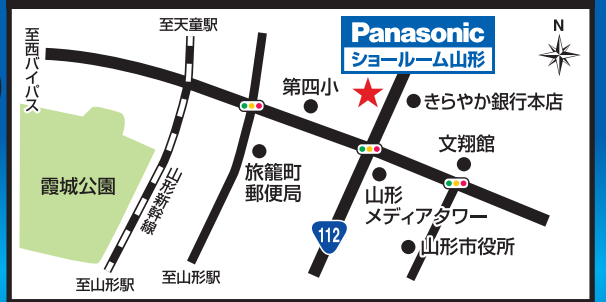 至天童駅
Panasonic
ショールーム山形
N
至西バイパス
第四小
きらやか銀行本店
文翔館
旅籠町
郵便局
霞城公園
山形新幹線
山形
メディアタワー
112
山形市役所
至山形駅
至山形駅